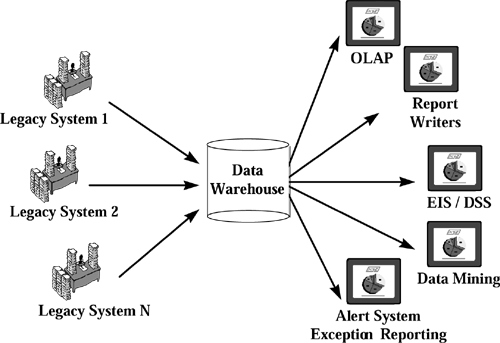 OLAP
Report
Writers
Legacy System 1
Data
Warehouse
EIS / DSS
Legacy System 2
Data Mining
Legacy System N
Alert System
Exception Reporting